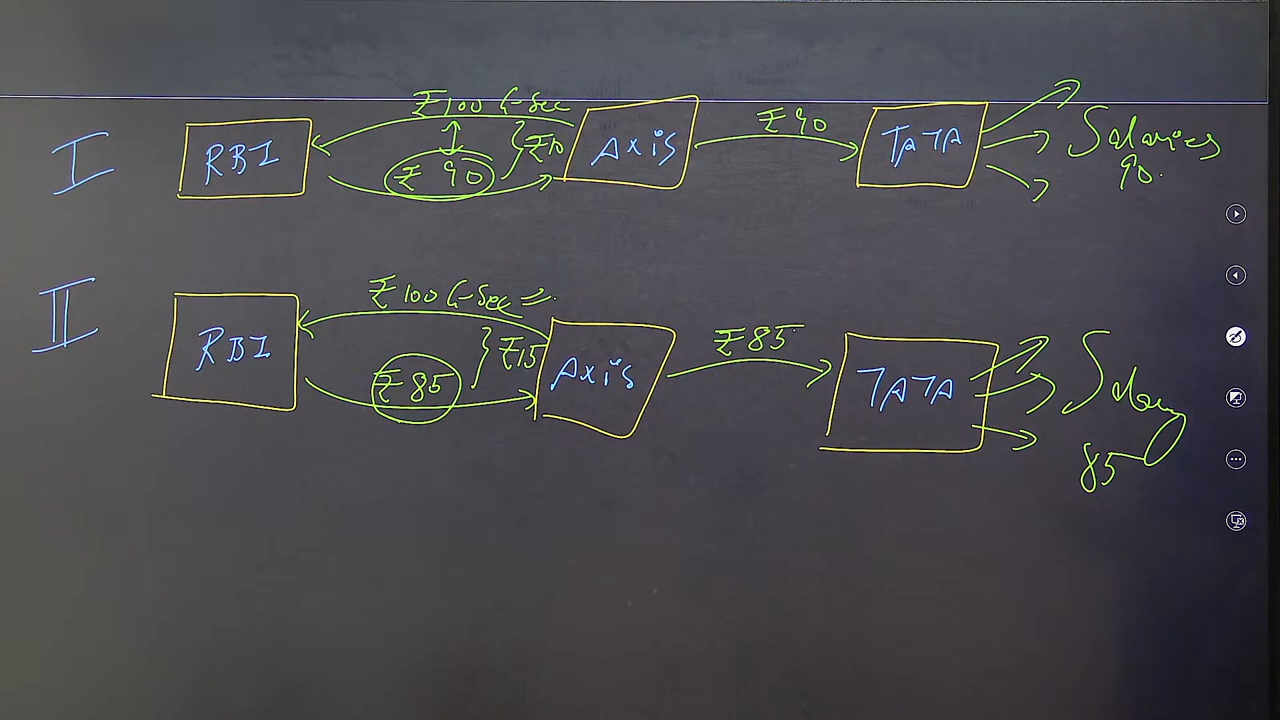 I
RBI
₹100 G-Sec
₹ 90
₹10
Axis
₹90
TATA
Salaries
90.
II
RBI
₹100 G-Sec
₹85
₹15
Axis
₹85
TATA
Salary
85